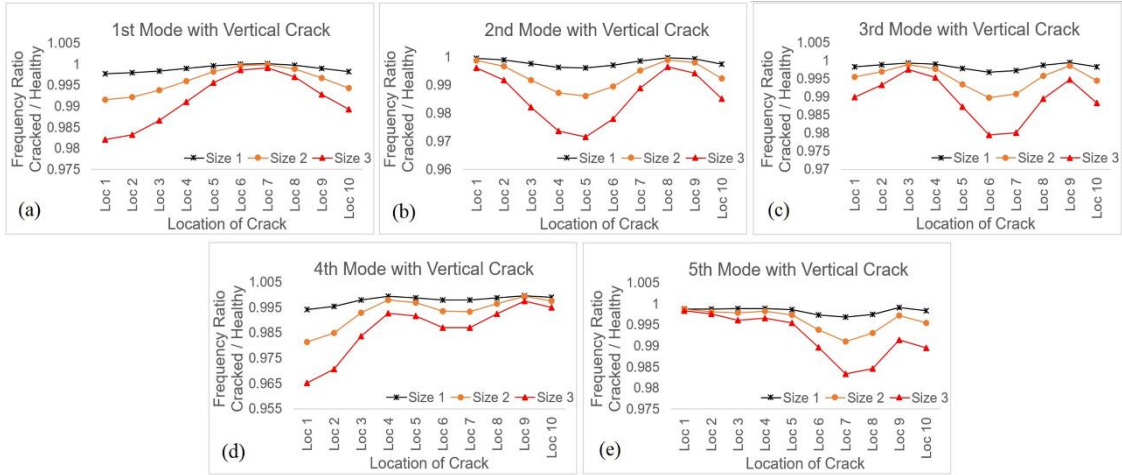 1st Mode with Vertical Crack
Frequency Ratio
Cracked / Healthy
1.005
1
0.995
0.99
0.985
0.98
0.975
Size 1 Size 2 Size 3
Loc 1 Loc 2 Loc 3 Loc 4 Loc 5 Loc 6 Loc 7 Loc 8 Loc 9 Loc 10
(a)
Location of Crack
2nd Mode with Vertical Crack
Frequency Ratio
Cracked / Healthy
1
0.99
0.98
0.97
0.96
Size 1 Size 2 Size 3
Loc 1 Loc 2 Loc 3 Loc 4 Loc 5 Loc 6 Loc 7 Loc 8 Loc 9 Loc 10
(b)
Location of Crack
3rd Mode with Vertical Crack
Frequency Ratio
Cracked / Healthy
1.005
1
0.995
0.99
0.985
0.98
0.975
0.97
Size 1 Size 2 Size 3
Loc 1 Loc 2 Loc 3 Loc 4 Loc 5 Loc 6 Loc 7 Loc 8 Loc 9 Loc 10
(c)
Location of Crack
4th Mode with Vertical Crack
Frequency Ratio
Cracked / Healthy
1.005
0.995
0.985
0.975
0.965
0.955
Size 1 Size 2 Size 3
Loc 1 Loc 2 Loc 3 Loc 4 Loc 5 Loc 6 Loc 7 Loc 8 Loc 9 Loc 10
(d)
Location of Crack
5th Mode with Vertical Crack
Frequency Ratio
Cracked / Healthy
1.005
1
0.995
0.99
0.985
0.98
0.975
Size 1 Size 2 Size 3
Loc 1 Loc 2 Loc 3 Loc 4 Loc 5 Loc 6 Loc 7 Loc 8 Loc 9 Loc 10
(e)
Location of Crack